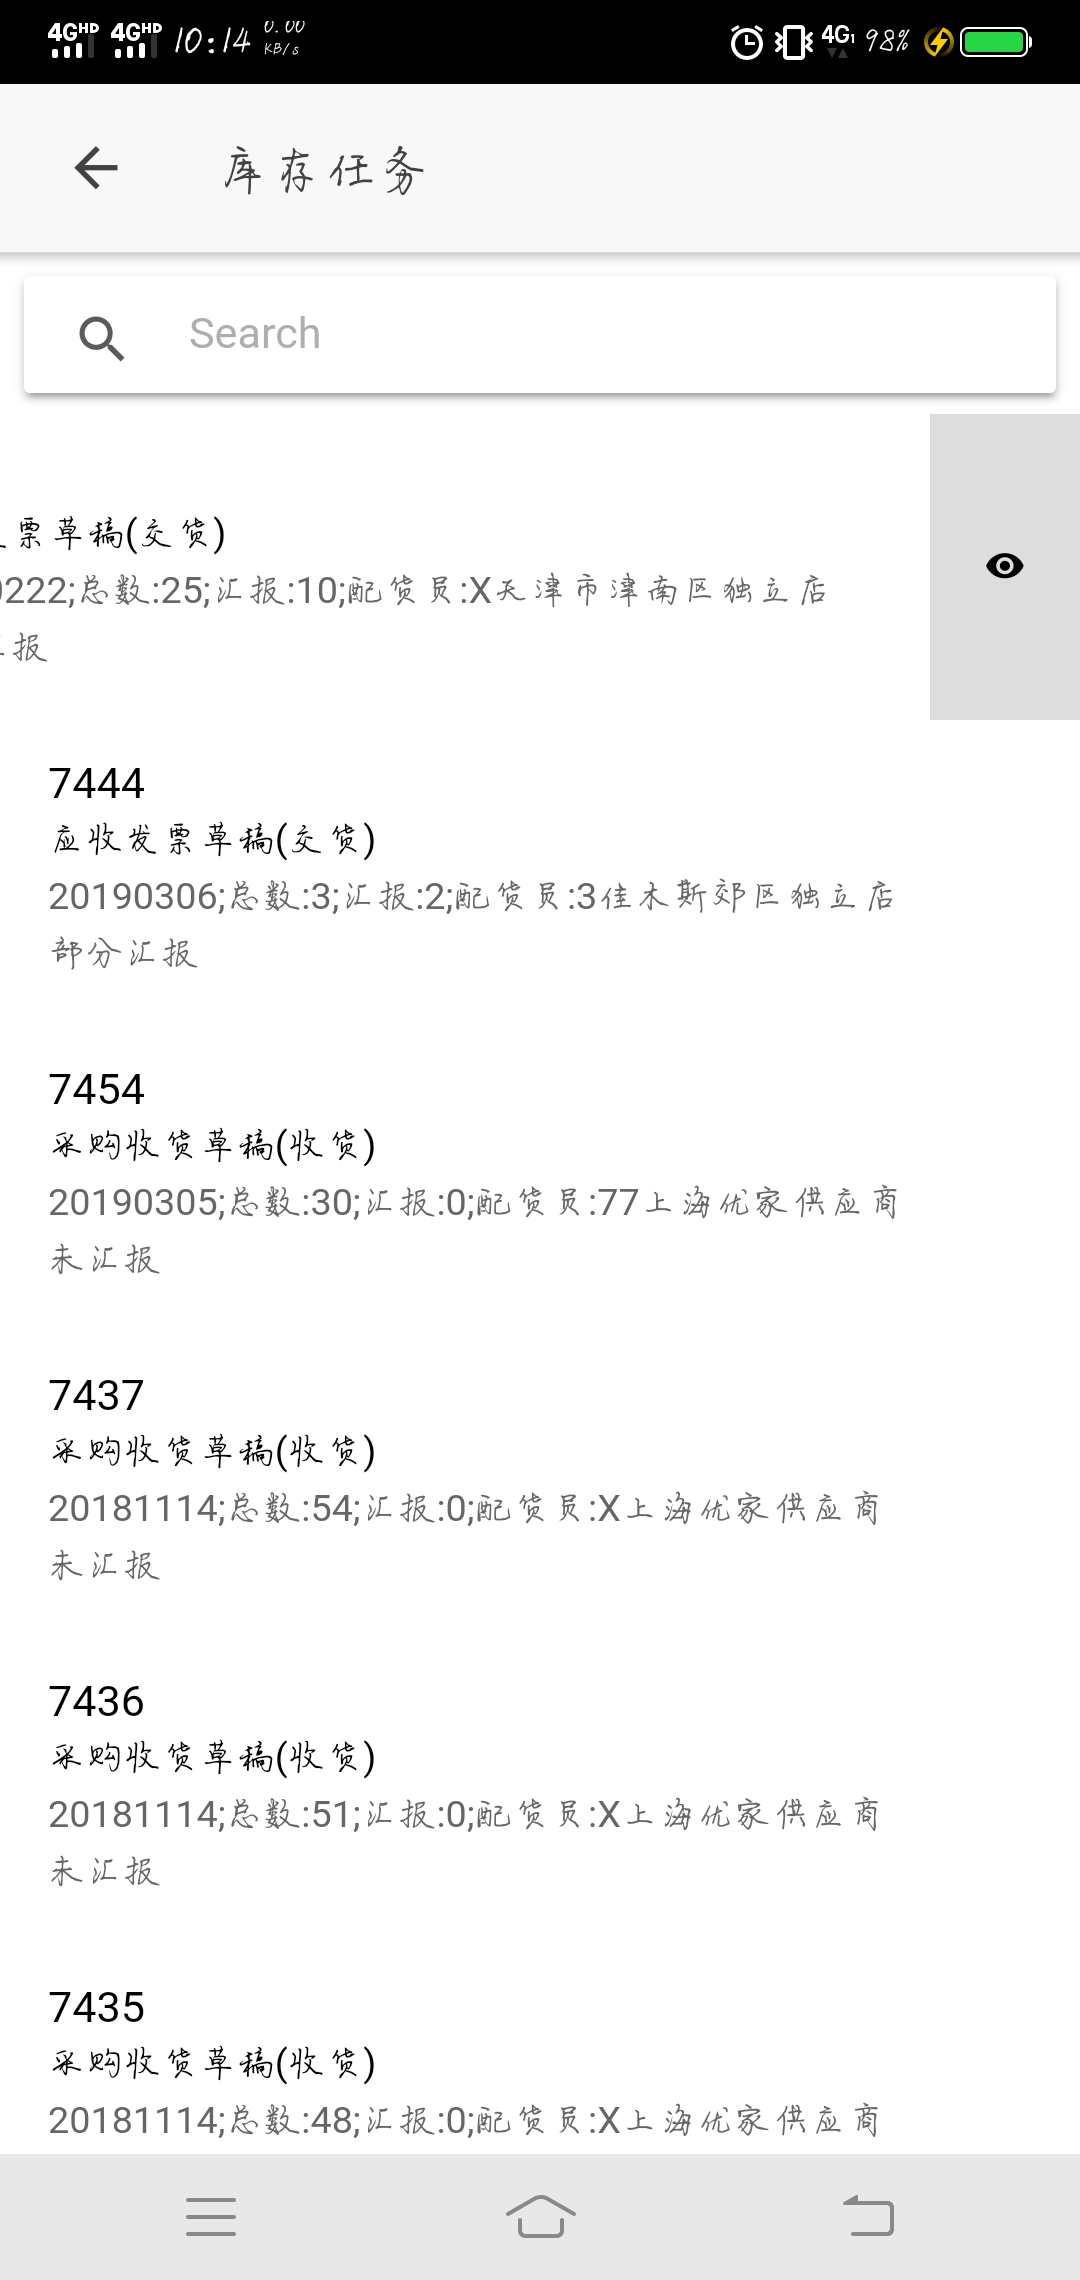 4G HD 4G HD 10:14 0.00 KB/s 4G1 98%
库存任务
Search
票草稿(交货)
0222;总数:25;汇报:10;配货员:X天津市津南区独立店
报
7444
应收发票草稿(交货)
20190306;总数:3;汇报:2;配货员:3佳木斯郊区独立店
部分汇报
7454
采购收货草稿(收货)
20190305;总数:30;汇报:0;配货员:77上海优家供应商
未汇报
7437
采购收货草稿(收货)
20181114;总数:54;汇报:0;配货员:X上海优家供应商
未汇报
7436
采购收货草稿(收货)
20181114;总数:51;汇报:0;配货员:X上海优家供应商
未汇报
7435
采购收货草稿(收货)
20181114;总数:48;汇报:0;配货员:X上海优家供应商